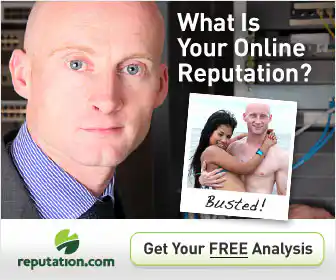 What Is
Your Online
Reputation?
Busted!
reputation.com
Get Your FREE Analysis